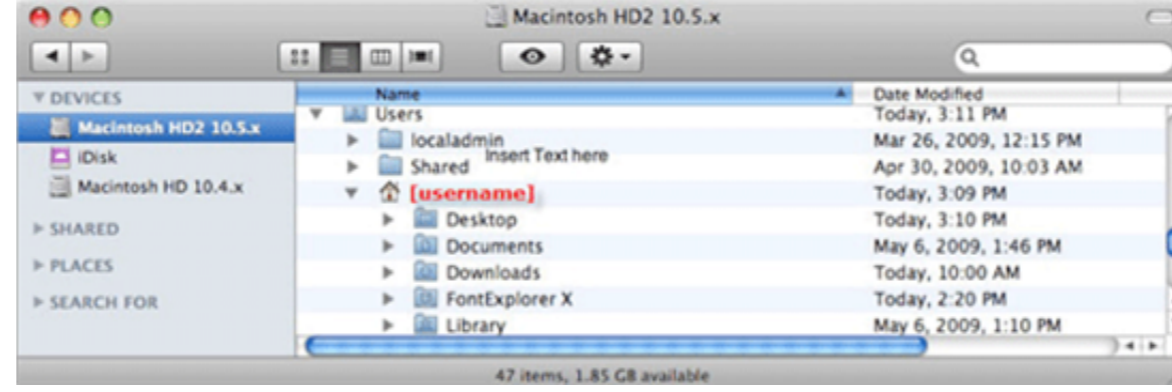 Macintosh HD2 10.5.x
Name Date Modified
DEVICES
Macintosh HD2 10.5.x
iDisk
Macintosh HD 10.4.x
SHARED
PLACES
SEARCH FOR
Users Today, 3:11 PM
localadmin Mar 26, 2009, 12:15 PM
Insert Text here
Shared Apr 30, 2009, 10:03 AM
[username] Today, 3:09 PM
Desktop Today, 3:10 PM
Documents May 6, 2009, 1:46 PM
Downloads Today, 10:00 AM
FontExplorer X Today, 2:20 PM
Library May 6, 2009, 1:10 PM
47 items, 1.85 GB available